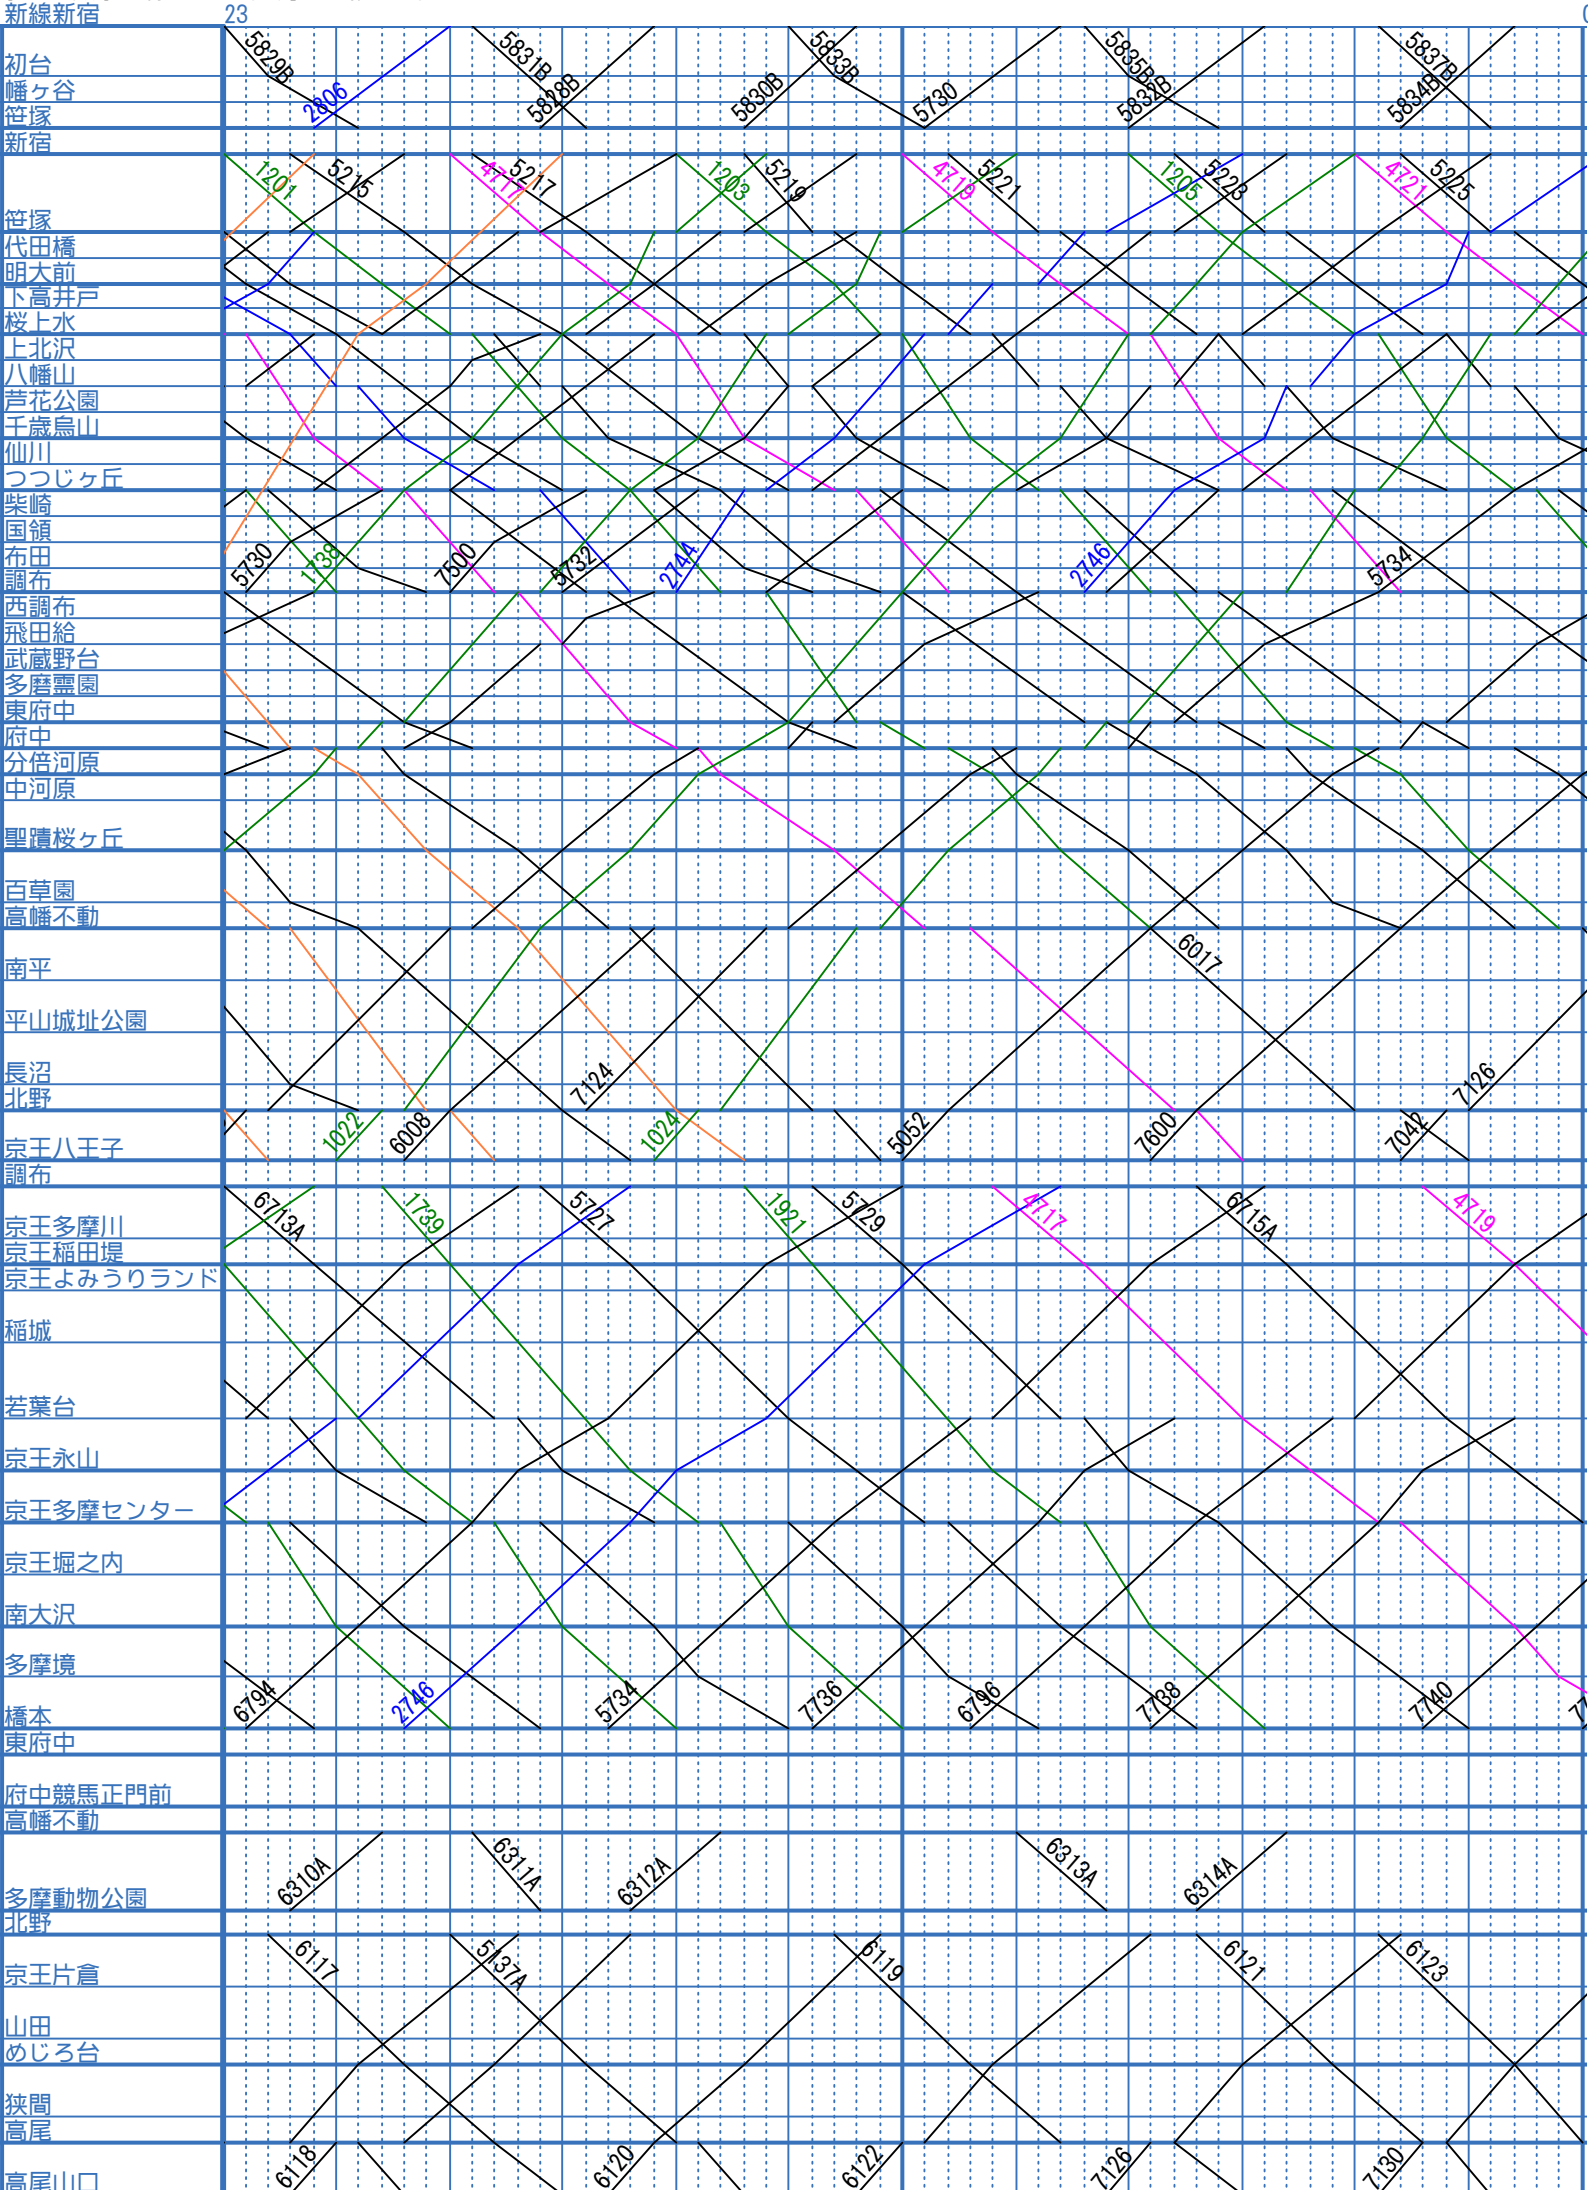 新線新宿 23
初台
幡ヶ谷
笹塚
5829B 2806 5831B 5828B 5830B 5833B 5730 5835B 5832B 5837B 5834B
新宿
1201 5215 4717 5217 1203 5219 4719 5221 1205 5223 4721 5225
笹塚
代田橋
明大前
下高井戸
桜上水
上北沢
八幡山
芦花公園
千歳烏山
仙川
つつじヶ丘
柴崎
国領
布田
調布
5730 1738 7500 5732 2744 2746 5734
西調布
飛田給
武蔵野台
多磨霊園
東府中
府中
分倍河原
中河原
聖蹟桜ヶ丘
百草園
高幡不動
6017
南平
平山城址公園
長沼
北野
7124 7126
京王八王子
1022 6008 1024 5052 7600 7042
調布
6713A 1739 5727 1921 5729 4717 6715A 4719
京王多摩川
京王稲田堤
京王よみうりランド
稲城
若葉台
京王永山
京王多摩センター
京王堀之内
南大沢
多摩境
橋本
6794 2746 5734 7736 6796 7738 7740
東府中
府中競馬正門前
高幡不動
多摩動物公園
6310A 6311A 6312A 6313A 6314A
北野
6117 5137A 6119 6121 6123
京王片倉
山田
めじろ台
狭間
高尾
高尾山口
6118 6120 6122 7126 7130